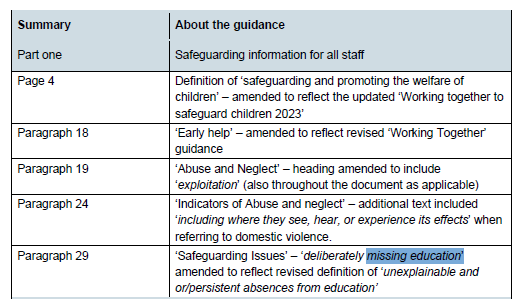 Summary About the guidance
Part one Safeguarding information for all staff
Page 4 Definition of ‘safeguarding and promoting the welfare of
children’ – amended to reflect the updated ‘Working together to
safeguard children 2023’
Paragraph 18 ‘Early help’ – amended to reflect revised ‘Working Together’
guidance
Paragraph 19 ‘Abuse and Neglect’ – heading amended to include
‘exploitation’ (also throughout the document as applicable)
Paragraph 24 ‘Indicators of Abuse and neglect’ – additional text included
‘including where they see, hear, or experience its effects’ when
referring to domestic violence.
Paragraph 29 ‘Safeguarding Issues’ – ‘deliberately missing education’
amended to reflect revised definition of ‘unexplainable and
or/persistent absences from education’